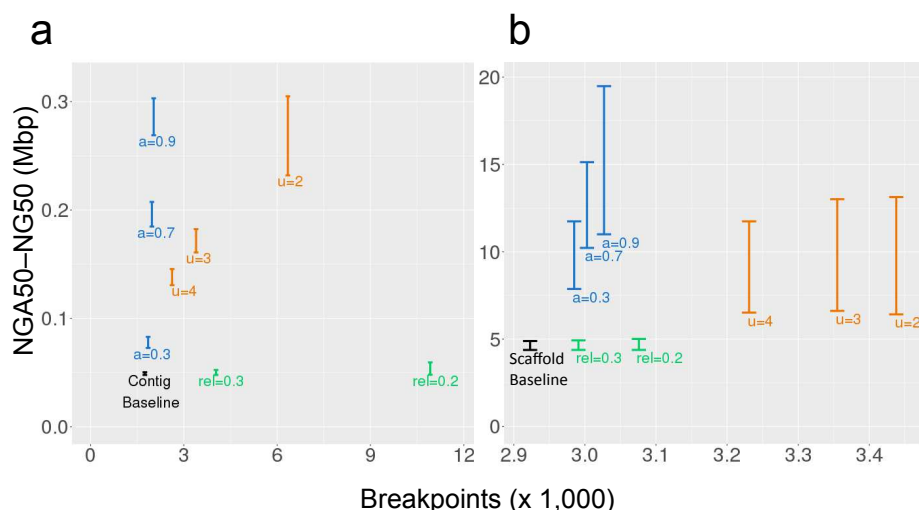 a
b
NGA50–NG50 (Mbp)
0.3
0.2
0.1
0.0
a=0.9
a=0.7
a=0.3
u=2
u=3
u=4
Contig
Baseline
rel=0.3
rel=0.2
0
3
6
9
12
20
15
10
5
0
a=0.9
a=0.7
a=0.3
u=4
u=3
u=2
Scaffold
Baseline
rel=0.3
rel=0.2
2.9
3.0
3.1
3.2
3.3
3.4
Breakpoints (x 1,000)